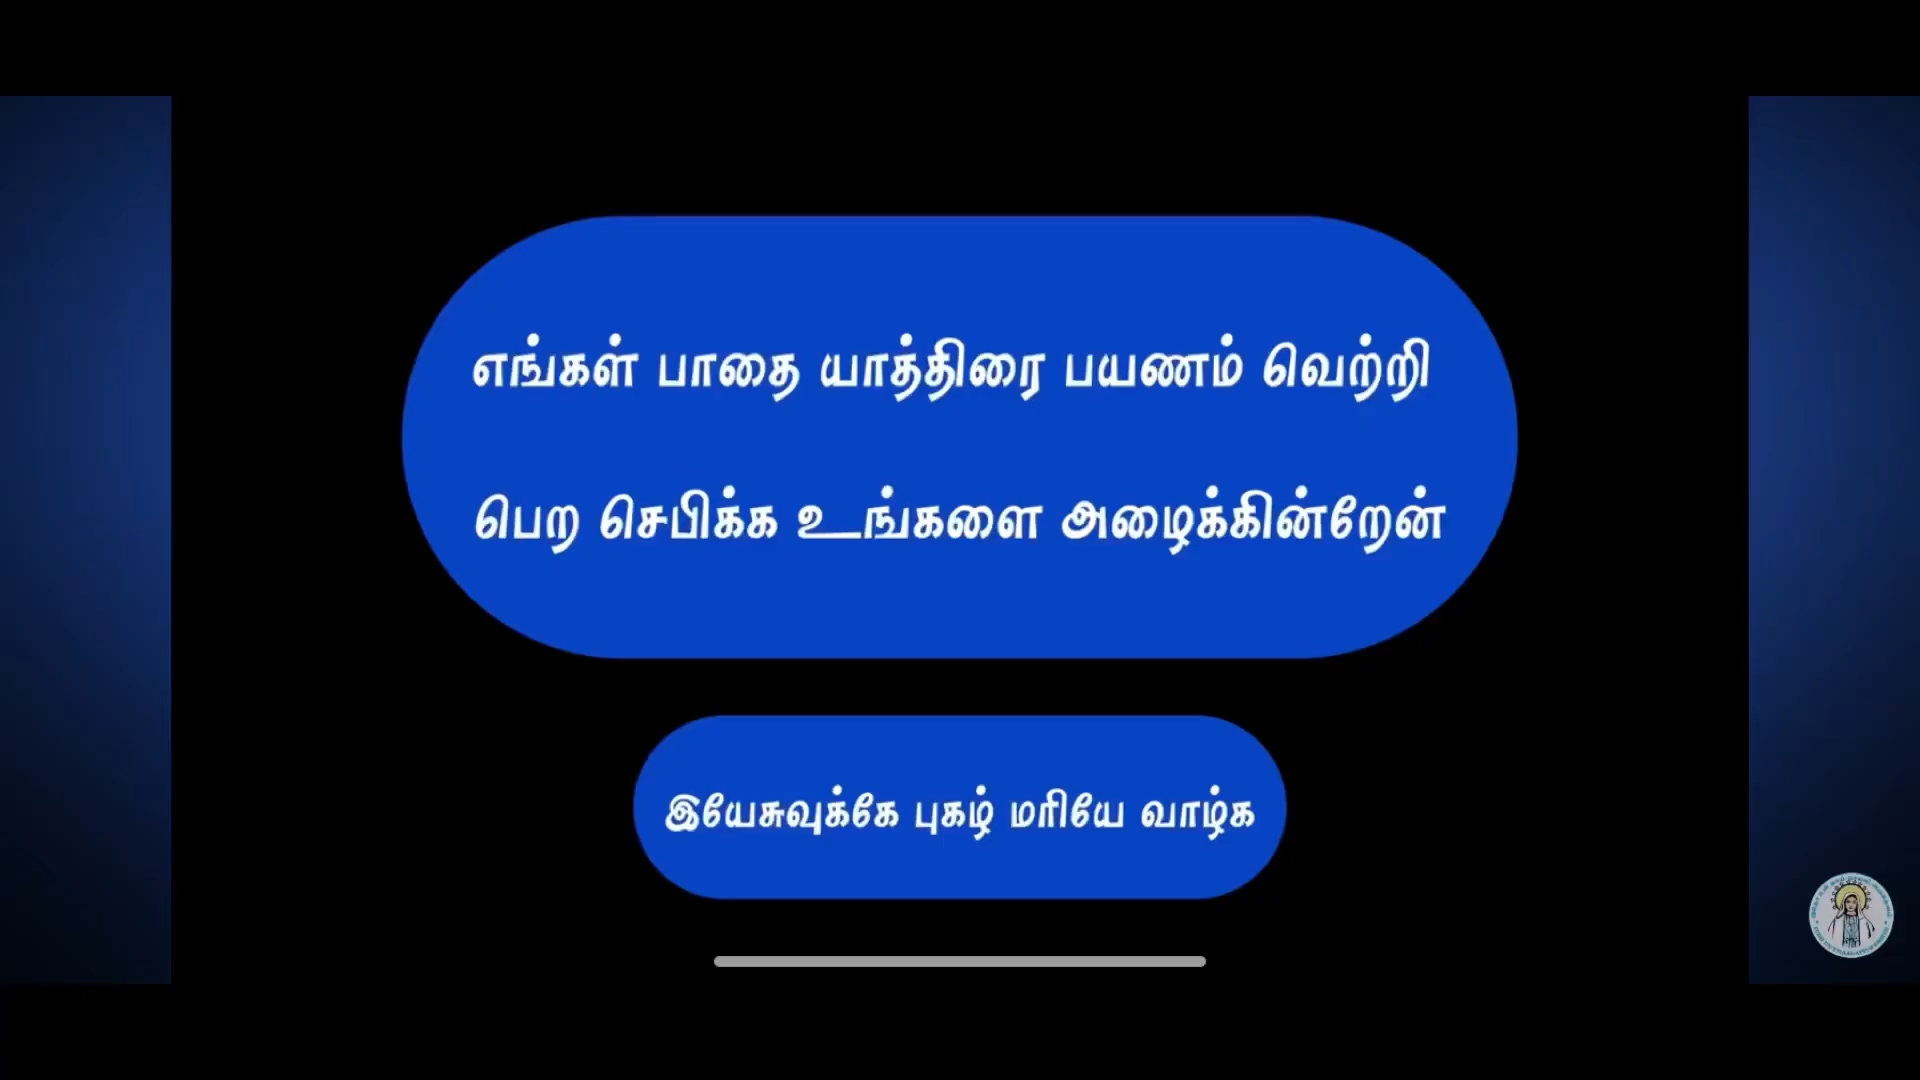 எங்கள் பாதை யாத்திரை பயணம் வெற்றி
பெற செபிக்க உங்களை அழைக்கின்றேன்
இயேசுவுக்கே புகழ் மரியே வாழ்க